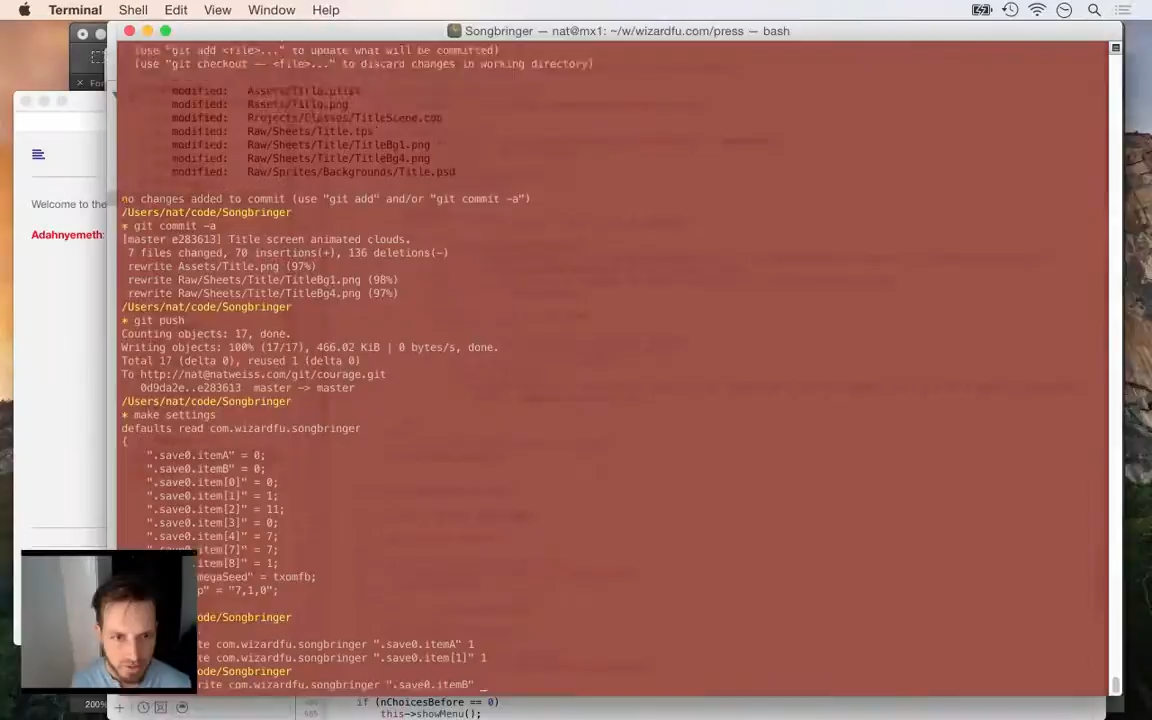 Terminal Shell Edit View Window Help
Songbringer — nat@mx1: ~/w/wizardfu.com/press — bash
(use "git add <file>..." to update what will be committed)
(use "git checkout -- <file>..." to discard changes in working directory)
modified: Assets/Title.plist
modified: Assets/Title.png
modified: Projects/Classes/TitleScene.cpp
modified: Raw/Sheets/Title.tps
modified: Raw/Sheets/Title/TitleBg1.png
modified: Raw/Sheets/Title/TitleBg4.png
modified: Raw/Sprites/Backgrounds/Title.psd
no changes added to commit (use "git add" and/or "git commit -a")
/Users/nat/code/Songbringer
* git commit -a
[master e283613] Title screen animated clouds.
7 files changed, 70 insertions(+), 136 deletions(-)
rewrite Assets/Title.png (97%)
rewrite Raw/Sheets/Title/TitleBg1.png (98%)
rewrite Raw/Sheets/Title/TitleBg4.png (97%)
/Users/nat/code/Songbringer
* git push
Counting objects: 17, done.
Writing objects: 100% (17/17), 466.02 KiB | 0 bytes/s, done.
Total 17 (delta 0), reused 1 (delta 0)
To http://nat@natweiss.com/git/courage.git
0d9da2e..e283613 master -> master
/Users/nat/code/Songbringer
* make settings
defaults read com.wizardfu.songbringer
{
".save0.itemA" = 0;
".save0.itemB" = 0;
".save0.item[0]" = 0;
".save0.item[1]" = 1;
".save0.item[2]" = 11;
".save0.item[3]" = 0;
".save0.item[4]" = 7;
".save0.item[7]" = 7;
.item[8]" = 1;
megaSeed" = txomfb;
p" = "7,1,0";
code/Songbringer
te com.wizardfu.songbringer ".save0.itemA" 1
te com.wizardfu.songbringer ".save0.item[1]" 1
code/Songbringer
write com.wizardfu.songbringer ".save0.itemB" _
Welcome to the
Adahnyemeth:
200%
if (nChoicesBefore == 0)
this->showMenu();